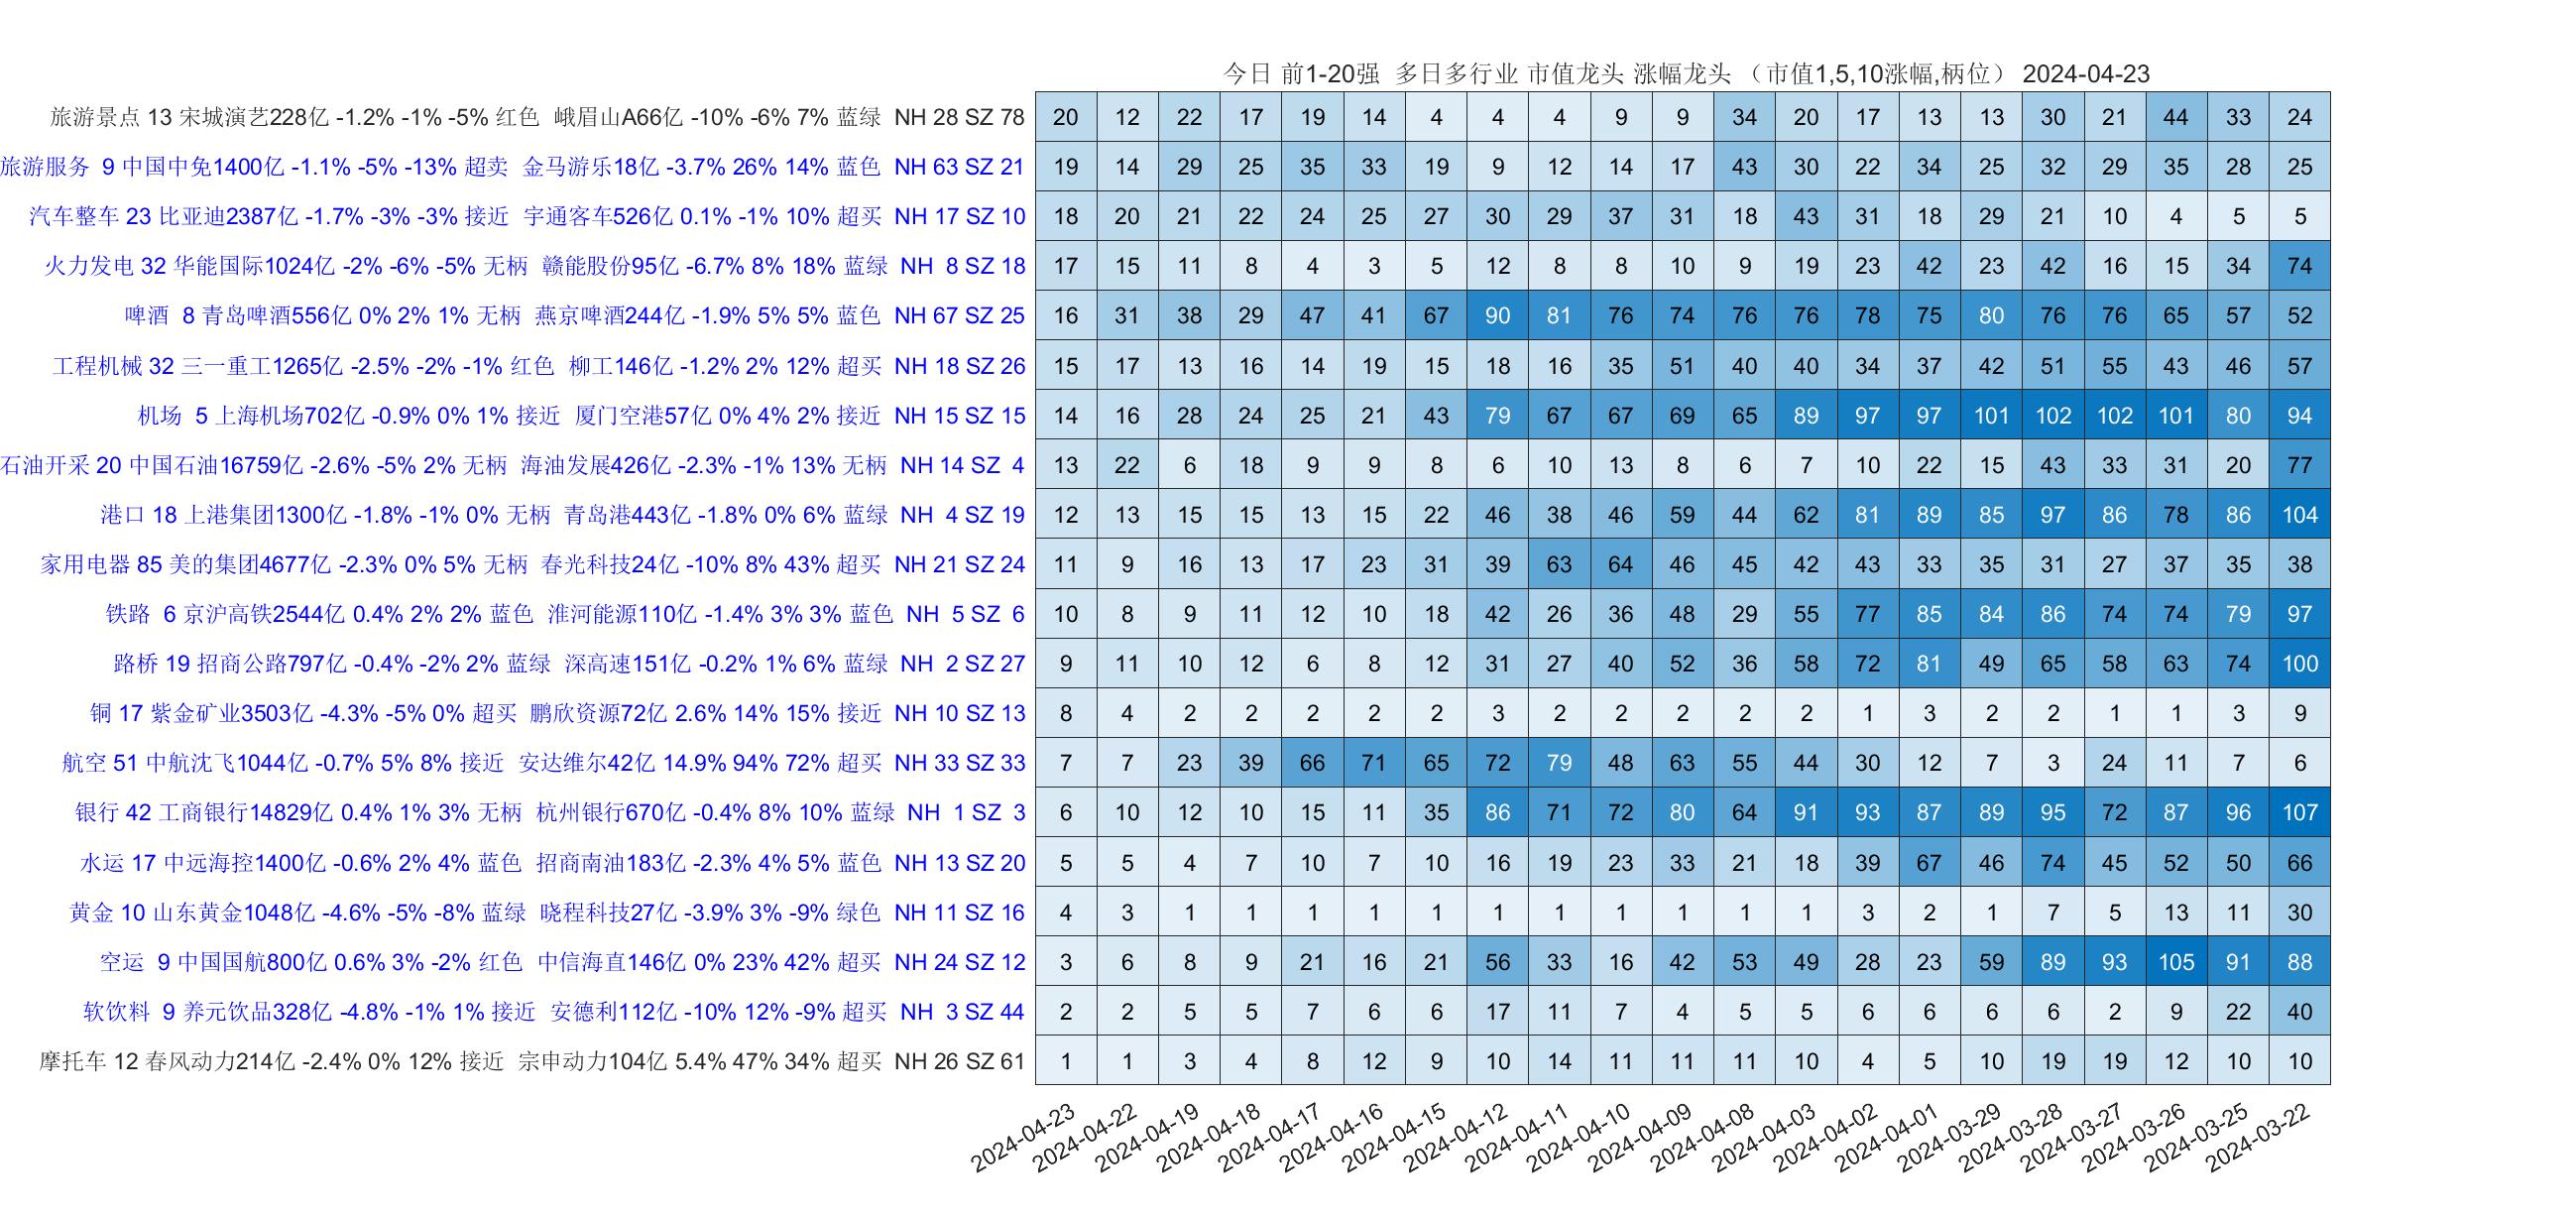 今日 前1-20强 多日多行业 市值龙头 涨幅龙头 （市值1,5,10涨幅,柄位） 2024-04-23
旅游景点 13 宋城演艺228亿 -1.2% -1% -5% 红色 峨眉山A66亿 -10% -6% 7% 蓝绿 NH 28 SZ 78 20 12 22 17 19 14 4 4 4 9 9 34 20 17 13 13 30 21 44 33 24
旅游服务 9 中国中免1400亿 -1.1% -5% -13% 超卖 金马游乐18亿 -3.7% 26% 14% 蓝色 NH 63 SZ 21 19 14 29 25 35 33 19 9 12 14 17 43 30 22 34 25 32 29 35 28 25
汽车整车 23 比亚迪2387亿 -1.7% -3% -3% 接近 宇通客车526亿 0.1% -1% 10% 超买 NH 17 SZ 10 18 20 21 22 24 25 27 30 29 37 31 18 43 31 18 29 21 10 4 5 5
火力发电 32 华能国际1024亿 -2% -6% -5% 无柄 赣能股份95亿 -6.7% 8% 18% 蓝绿 NH 8 SZ 18 17 15 11 8 4 3 5 12 8 8 10 9 19 23 42 23 42 16 15 34 74
啤酒 8 青岛啤酒556亿 0% 2% 1% 无柄 燕京啤酒244亿 -1.9% 5% 5% 蓝色 NH 67 SZ 25 16 31 38 29 47 41 67 90 81 76 74 76 76 78 75 80 76 76 65 57 52
工程机械 32 三一重工1265亿 -2.5% -2% -1% 红色 柳工146亿 -1.2% 2% 12% 超买 NH 18 SZ 26 15 17 13 16 14 19 15 18 16 35 51 40 40 34 37 42 51 55 43 46 57
机场 5 上海机场702亿 -0.9% 0% 1% 接近 厦门空港57亿 0% 4% 2% 接近 NH 15 SZ 15 14 16 28 24 25 21 43 79 67 67 69 65 89 97 97 101 102 102 101 80 94
石油开采 20 中国石油16759亿 -2.6% -5% 2% 无柄 海油发展426亿 -2.3% -1% 13% 无柄 NH 14 SZ 4 13 22 6 18 9 9 8 6 10 13 8 6 7 10 22 15 43 33 31 20 77
港口 18 上港集团1300亿 -1.8% -1% 0% 无柄 青岛港443亿 -1.8% 0% 6% 蓝绿 NH 4 SZ 19 12 13 15 15 13 15 22 46 38 46 59 44 62 81 89 85 97 86 78 86 104
家用电器 85 美的集团4677亿 -2.3% 0% 5% 无柄 春光科技24亿 -10% 8% 43% 超买 NH 21 SZ 24 11 9 16 13 17 23 31 39 63 64 46 45 42 43 33 35 31 27 37 35 38
铁路 6 京沪高铁2544亿 0.4% 2% 2% 蓝色 淮河能源110亿 -1.4% 3% 3% 蓝色 NH 5 SZ 6 10 8 9 11 12 10 18 42 26 36 48 29 55 77 85 84 86 74 74 79 97
路桥 19 招商公路797亿 -0.4% -2% 2% 蓝绿 深高速151亿 -0.2% 1% 6% 蓝绿 NH 2 SZ 27 9 11 10 12 6 8 12 31 27 40 52 36 58 72 81 49 65 58 63 74 100
铜 17 紫金矿业3503亿 -4.3% -5% 0% 超买 鹏欣资源72亿 2.6% 14% 15% 接近 NH 10 SZ 13 8 4 2 2 2 2 2 3 2 2 2 2 2 1 3 2 2 1 1 3 9
航空 51 中航沈飞1044亿 -0.7% 5% 8% 接近 安达维尔42亿 14.9% 94% 72% 超买 NH 33 SZ 33 7 7 23 39 66 71 65 72 79 48 63 55 44 30 12 7 3 24 11 7 6
银行 42 工商银行14829亿 0.4% 1% 3% 无柄 杭州银行670亿 -0.4% 8% 10% 蓝绿 NH 1 SZ 3 6 10 12 10 15 11 35 86 71 72 80 64 91 93 87 89 95 72 87 96 107
水运 17 中远海控1400亿 -0.6% 2% 4% 蓝色 招商南油183亿 -2.3% 4% 5% 蓝色 NH 13 SZ 20 5 5 4 7 10 7 10 16 19 23 33 21 18 39 67 46 74 45 52 50 66
黄金 10 山东黄金1048亿 -4.6% -5% -8% 蓝绿 晓程科技27亿 -3.9% 3% -9% 绿色 NH 11 SZ 16 4 3 1 1 1 1 1 1 1 1 1 1 1 3 2 1 7 5 13 11 30
空运 9 中国国航800亿 0.6% 3% -2% 红色 中信海直146亿 0% 23% 42% 超买 NH 24 SZ 12 3 6 8 9 21 16 21 56 33 16 42 53 49 28 23 59 89 93 105 91 88
软饮料 9 养元饮品328亿 -4.8% -1% 1% 接近 安德利112亿 -10% 12% -9% 超买 NH 3 SZ 44 2 2 5 5 7 6 6 17 11 7 4 5 5 6 6 6 6 2 9 22 40
摩托车 12 春风动力214亿 -2.4% 0% 12% 接近 宗申动力104亿 5.4% 47% 34% 超买 NH 26 SZ 61 1 1 3 4 8 12 9 10 14 11 11 11 10 4 5 10 19 19 12 10 10
2024-04-23 2024-04-22 2024-04-19 2024-04-18 2024-04-17 2024-04-16 2024-04-15 2024-04-12 2024-04-11 2024-04-10 2024-04-09 2024-04-08 2024-04-03 2024-04-02 2024-04-01 2024-03-29 2024-03-28 2024-03-27 2024-03-26 2024-03-25 2024-03-22